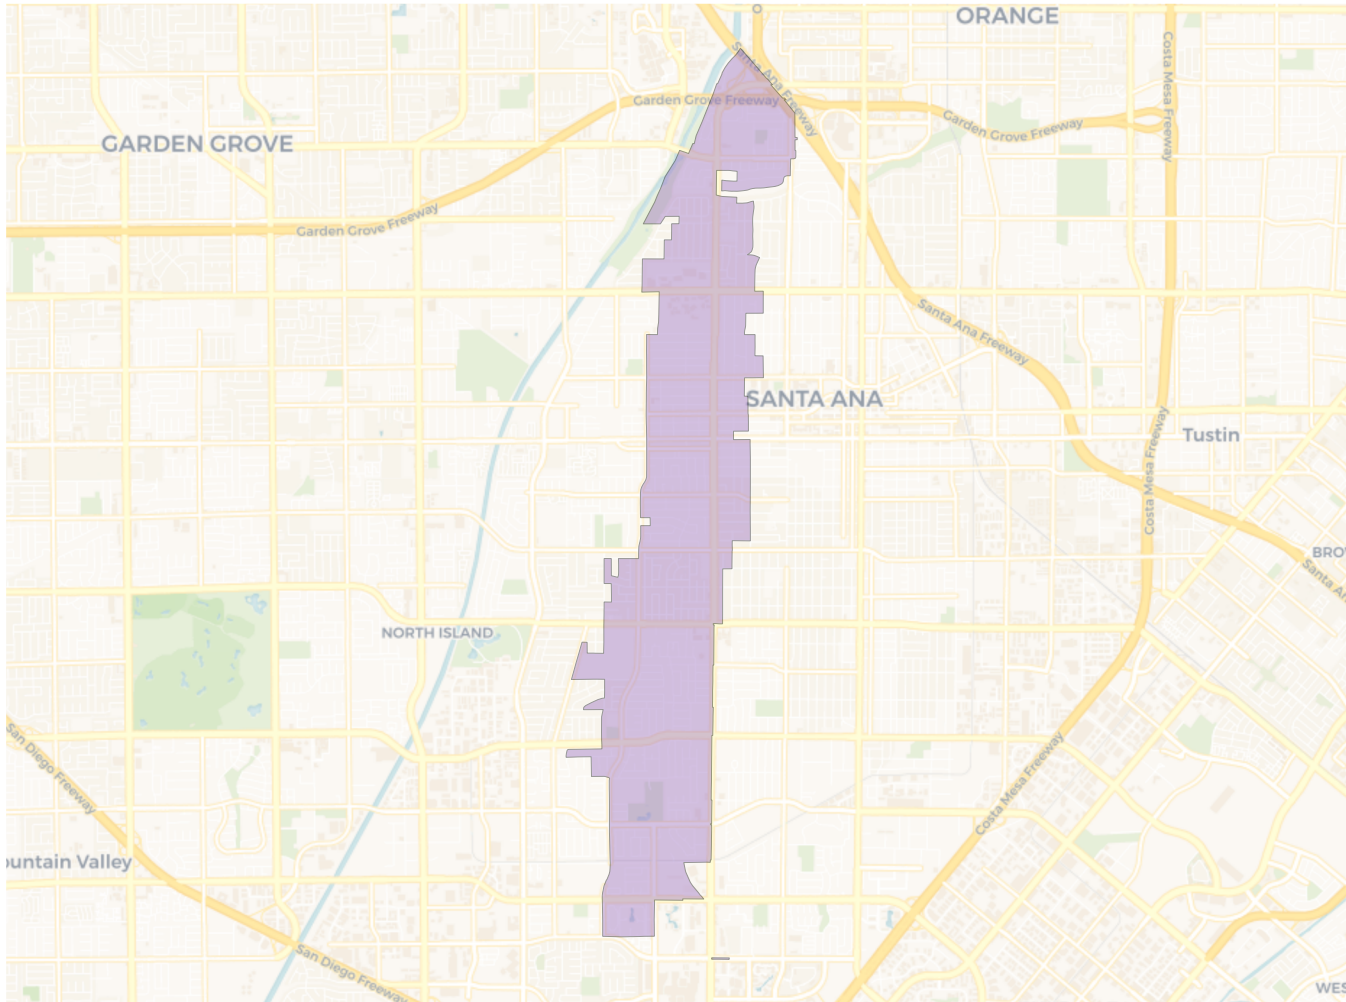 ORANGE
Santa Ana Freeway
Costa Mesa Freeway
Garden Grove Freeway
Garden Grove Freeway
GARDEN GROVE
Garden Grove Freeway
Santa Ana Freeway
SANTA ANA
Tustin
Costa Mesa Freeway
BRO
Santa An
NORTH ISLAND
San Diego Freeway
Costa Mesa Freeway
ountain Valley
San Diego Freeway
WES